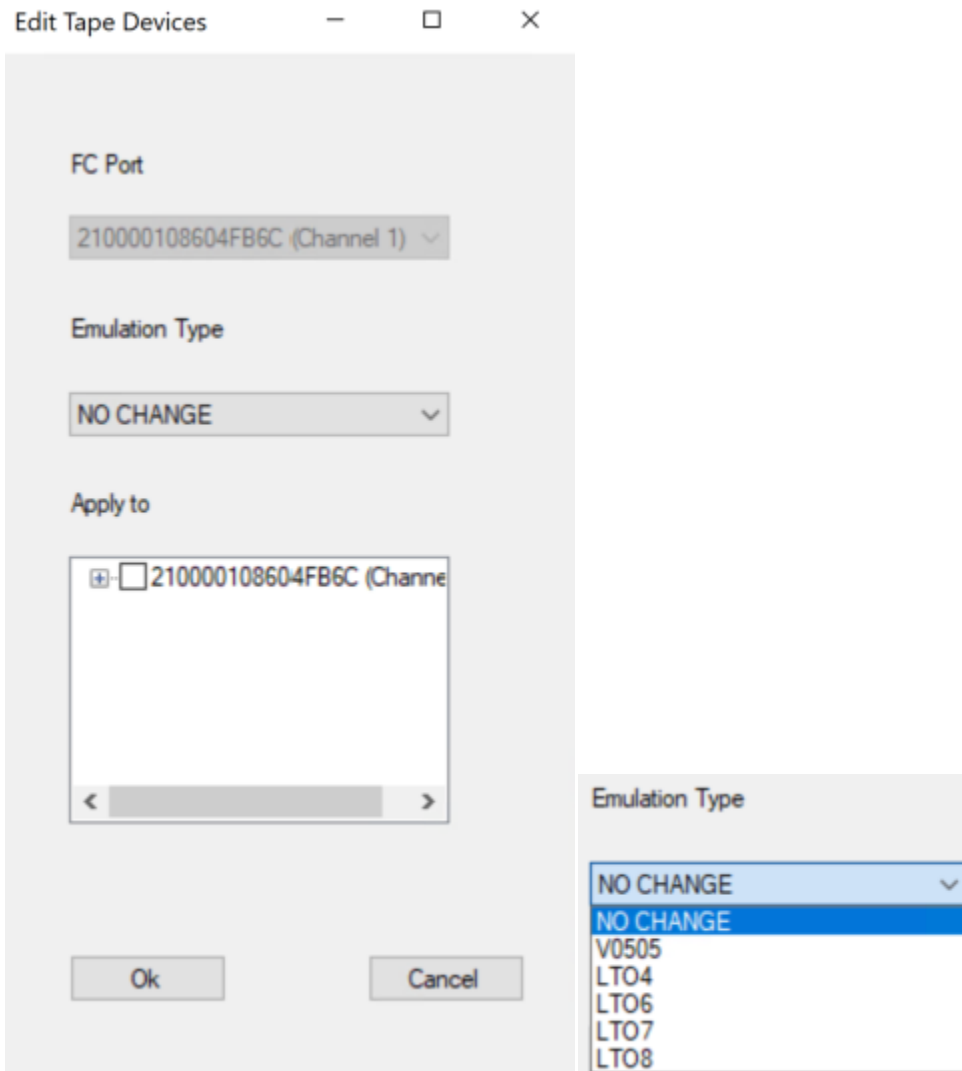 Edit Tape Devices
FC Port
210000108604FB6C (Channel 1)
Emulation Type
NO CHANGE
Apply to
210000108604FB6C (Channe
Ok
Cancel
Emulation Type
NO CHANGE
NO CHANGE
V0505
LTO4
LTO6
LTO7
LTO8